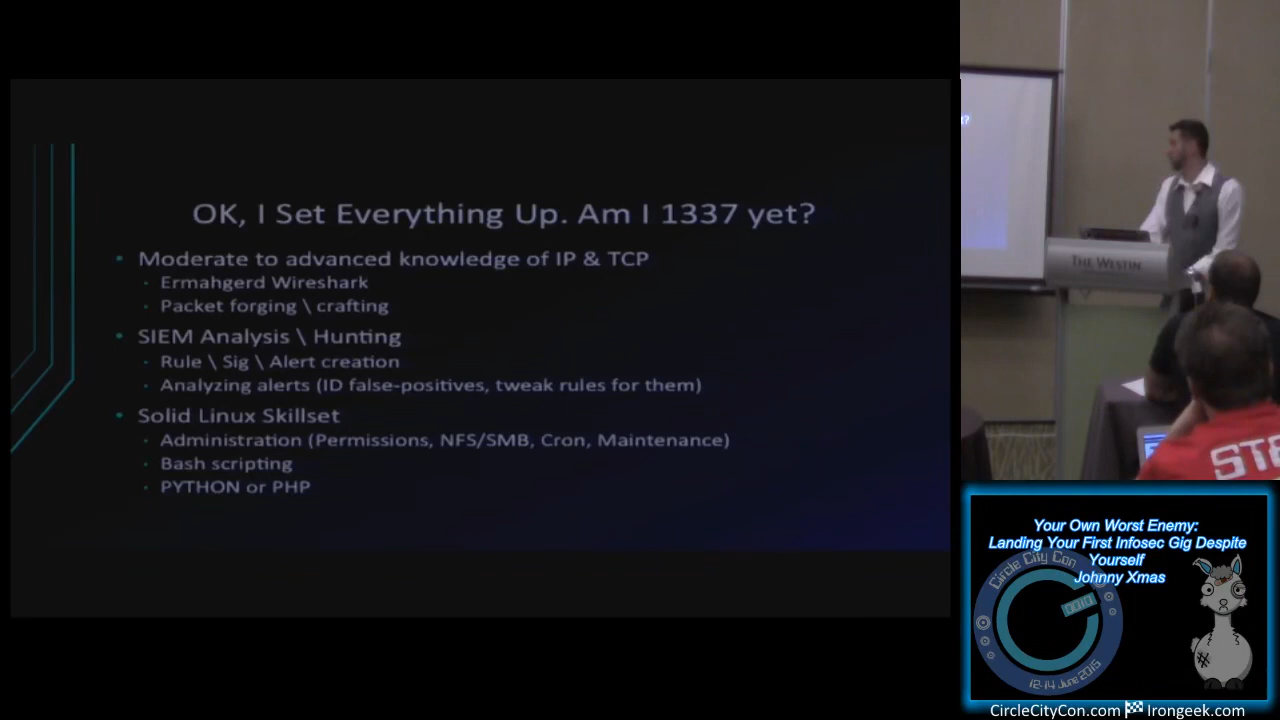 OK, I Set Everything Up. Am I 1337 yet?
Moderate to advanced knowledge of IP & TCP
Ermahgerd Wireshark
Packet forging \ crafting
SIEM Analysis \ Hunting
Rule \ Sig \ Alert creation
Analyzing alerts (ID false-positives, tweak rules for them)
Solid Linux Skillset
Administration (Permissions, NFS/SMB, Cron, Maintenance)
Bash scripting
PYTHON or PHP
THE WESTIN
Your Own Worst Enemy:
Landing Your First Infosec Gig Despite
Yourself
Johnny Xmas
Circle City Con
12-14 June 2015
CircleCityCon.com
Irongeek.com